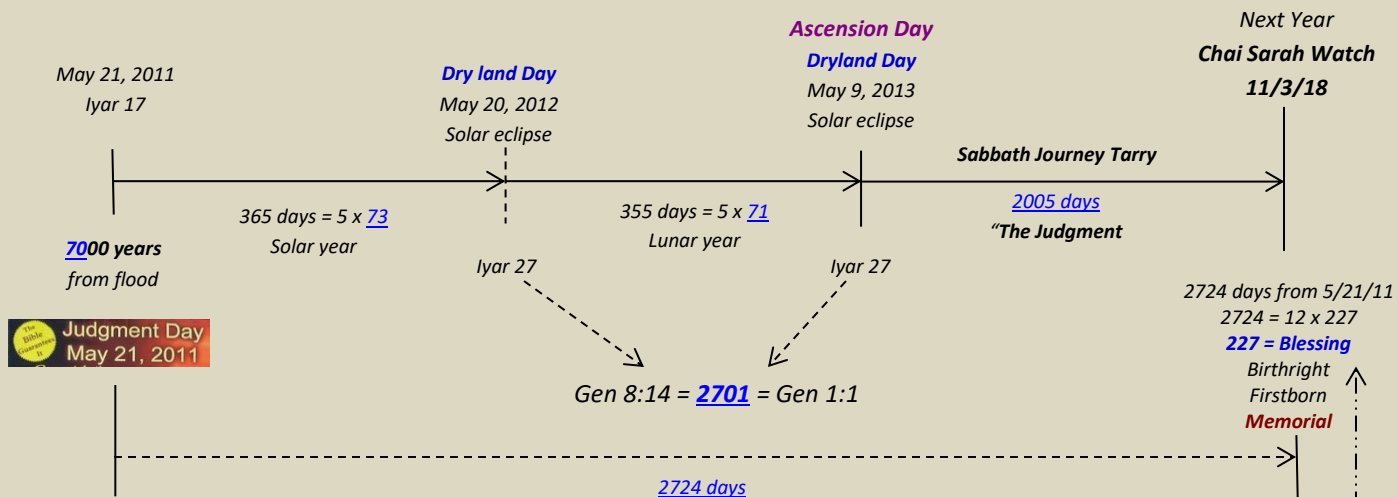 Next Year
Ascension Day
Chai Sarah Watch
May 21, 2011
Dry land Day
Dryland Day
11/3/18
Iyar 17
May 20, 2012
May 9, 2013
Solar eclipse
Solar eclipse
Sabbath Journey Tarry
365 days = 5 x 73
355 days = 5 x 71
2005 days
Solar year
Lunar year
“The Judgment
7000 years
from flood
Iyar 27
Iyar 27
2724 days from 5/21/11
2724 = 12 x 227
227 = Blessing
Birthright
Firstborn
Memorial
The
Bible
Guarantees
It
Judgment Day
May 21, 2011
Gen 8:14 = 2701 = Gen 1:1
2724 days